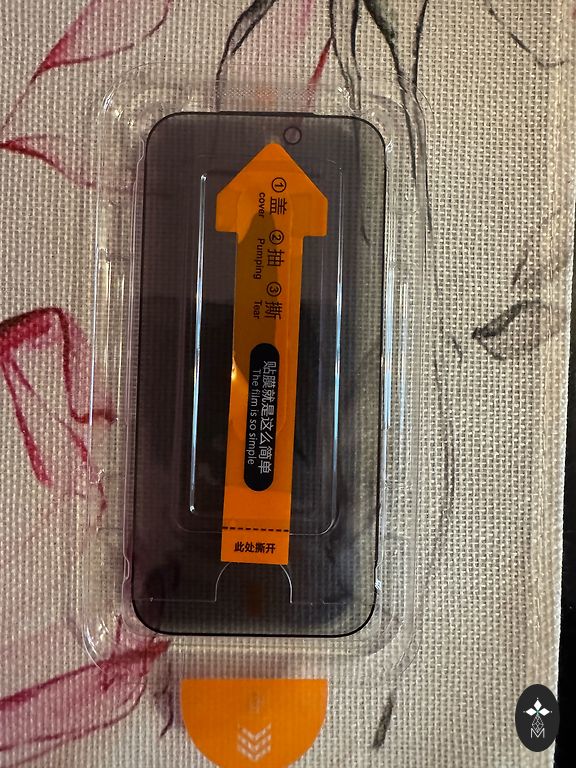 ① 盖 ② 抽 ③ 撕
cover Pumping Tear
贴膜就是这么简单
The film is so simple
此处撕开
M